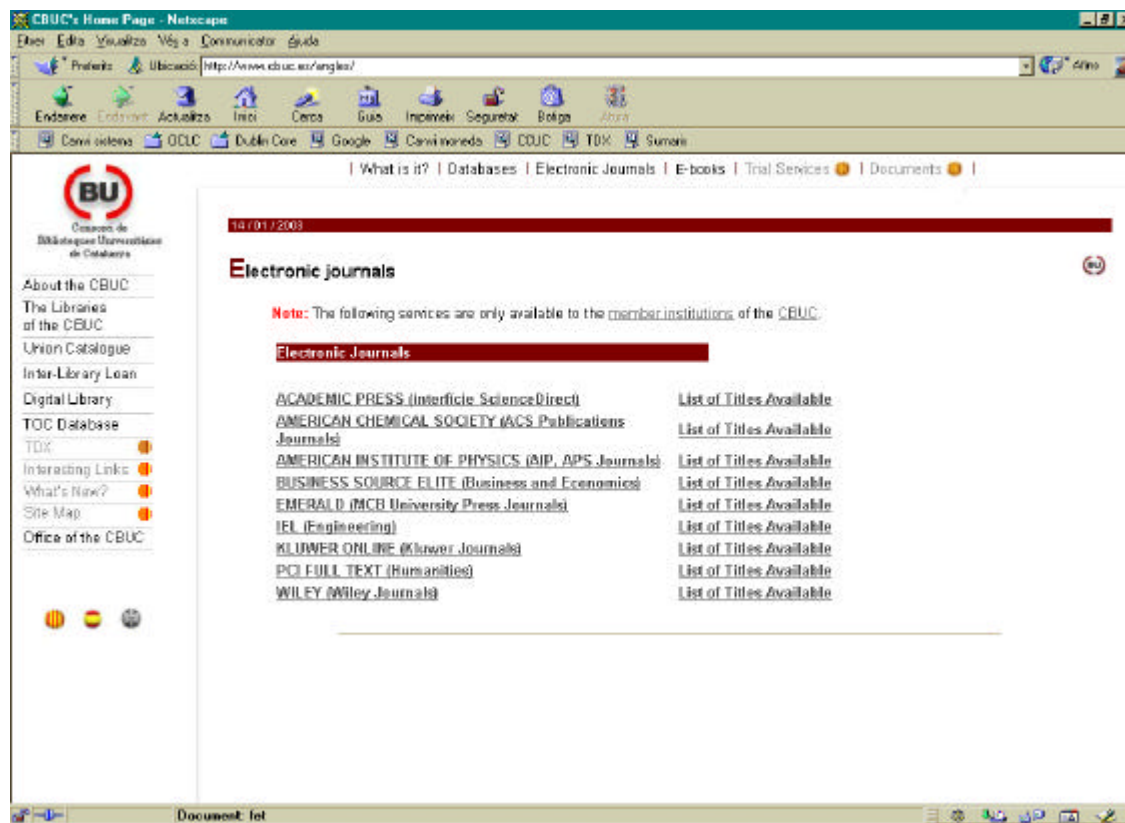 CBUC's Home Page - Netscape
Fitxer Edita Visualitza Vés a Communicator Ajuda
Preferits Ubicació http://www.cbuc.es/angles/ Afins
Endarrere Endavant Actualitza Inici Cerca Guia Imprimeix Seguretat Botiga Atura
Canvi sistema OCLC Dublin Core Google Canvi moneda CCUC TDX Sumaris
| What is it? | Databases | Electronic Journals | E-books | Trial Services | Documents |
BU
Consorci de
Biblioteques Universitàries
de Catalunya
14 / 01 / 2003
Electronic journals
Note: The following services are only available to the member institutions of the CBUC.
Electronic Journals
ACADEMIC PRESS (interfície ScienceDirect) List of Titles Available
AMERICAN CHEMICAL SOCIETY (ACS Publications
Journals) List of Titles Available
AMERICAN INSTITUTE OF PHYSICS (AIP, APS Journals) List of Titles Available
BUSINESS SOURCE ELITE (Business and Economics) List of Titles Available
EMERALD (MCB University Press Journals) List of Titles Available
IEL (Engineering) List of Titles Available
KLUWER ONLINE (Kluwer Journals) List of Titles Available
PCI FULL TEXT (Humanities) List of Titles Available
WILEY (Wiley Journals) List of Titles Available
About the CBUC
The Libraries
of the CBUC
Union Catalogue
Inter-Library Loan
Digital Library
TOC Database
TDX
Interesting Links
What's New?
Site Map
Office of the CBUC
Document: fet